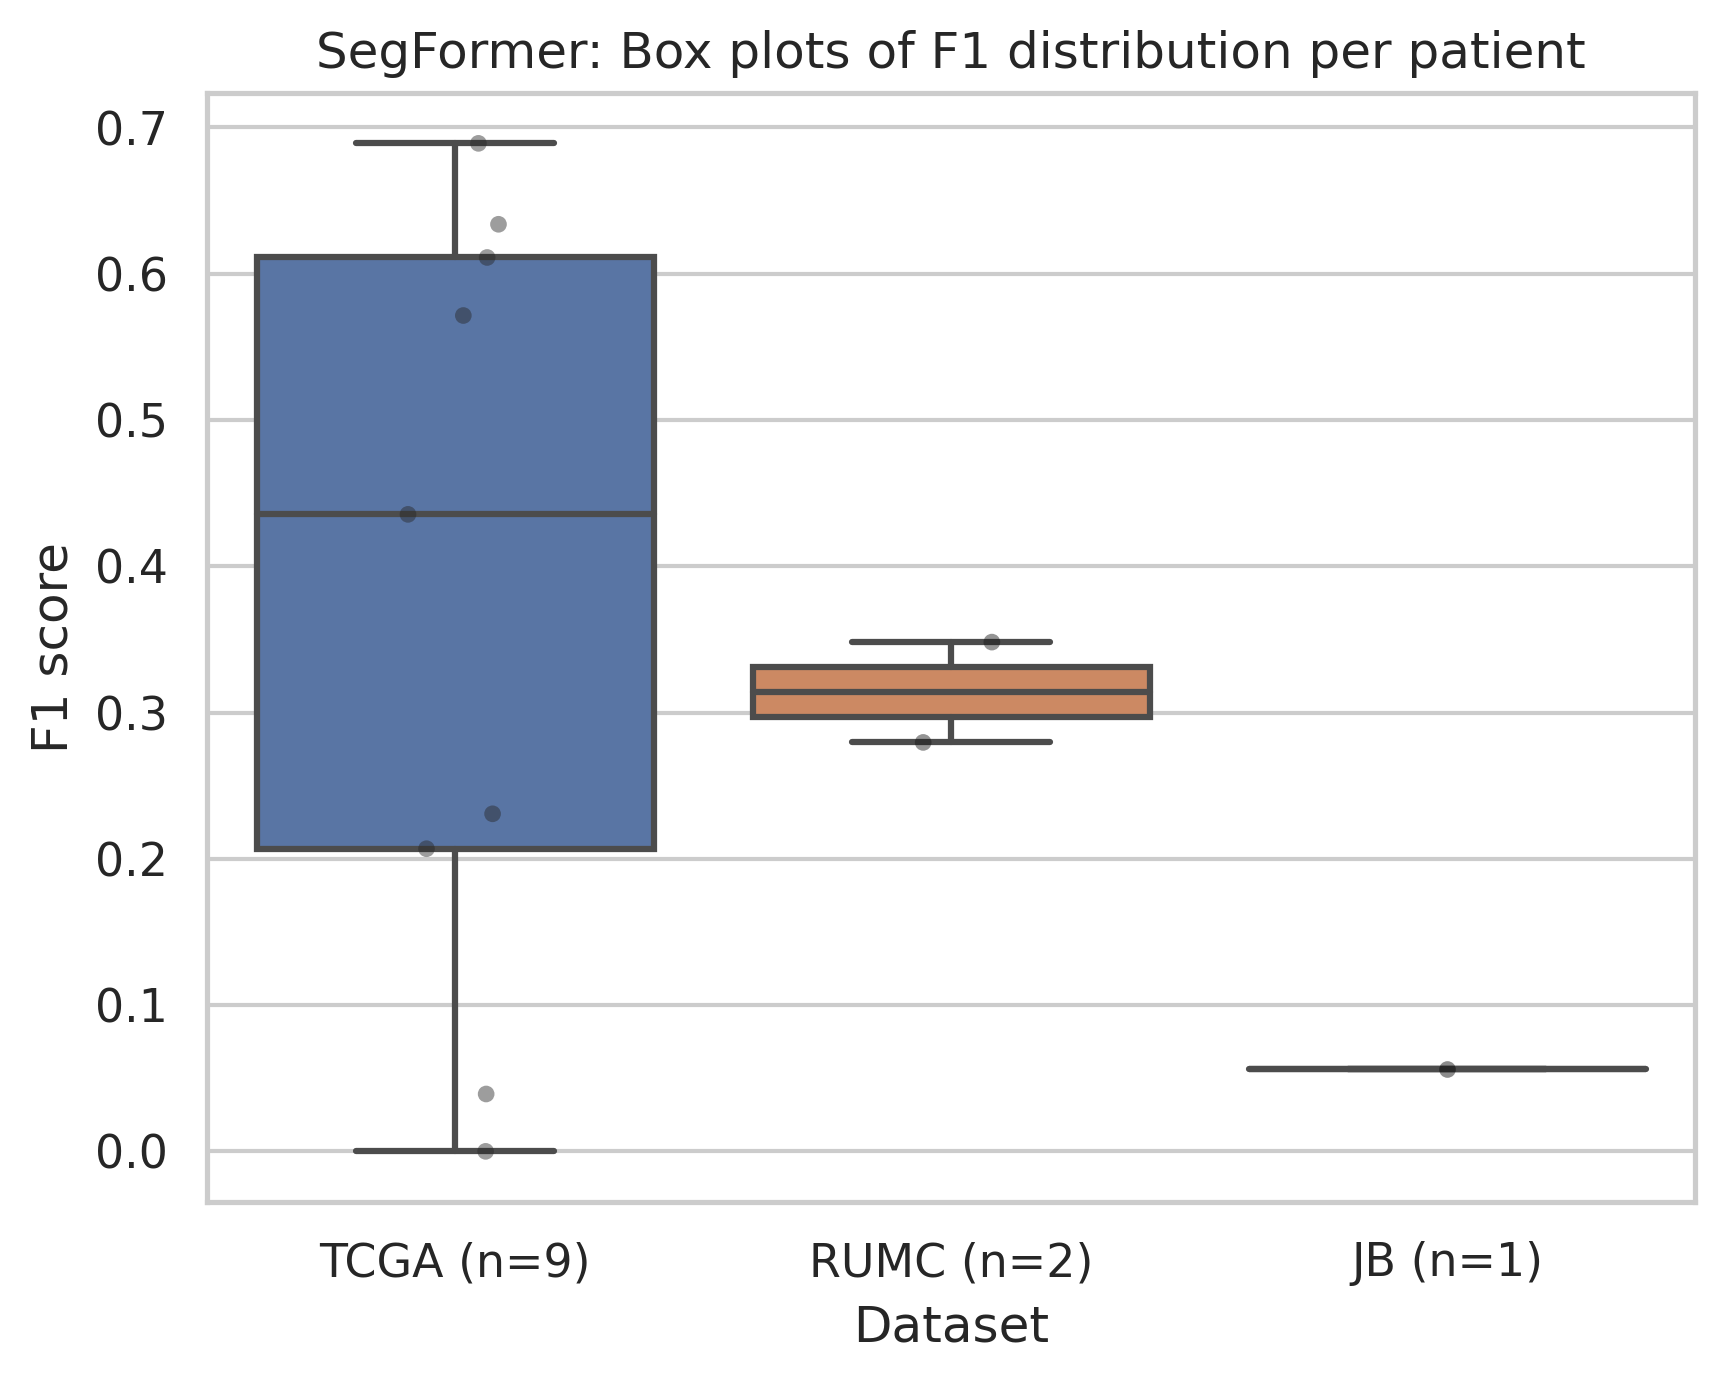 SegFormer: Box plots of F1 distribution per patient
F1 score
0.7
0.6
0.5
0.4
0.3
0.2
0.1
0.0
TCGA (n=9)
RUMC (n=2)
JB (n=1)
Dataset